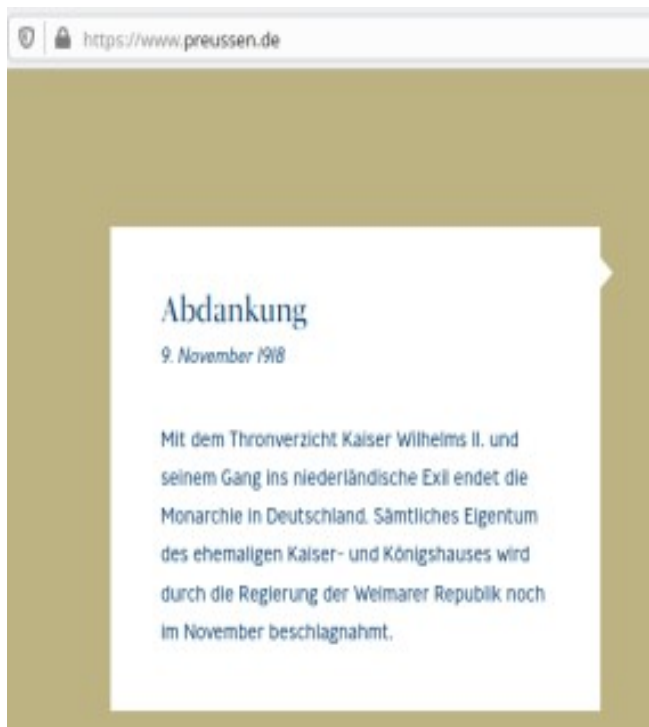 https://www.preussen.de
Abdankung
9. November 1918
Mit dem Thronverzicht Kaiser Wilhelms II. und
seinem Gang ins niederländische Exil endet die
Monarchie in Deutschland. Sämtliches Eigentum
des ehemaligen Kaiser- und Königshauses wird
durch die Regierung der Weimarer Republik noch
im November beschlagnahmt.